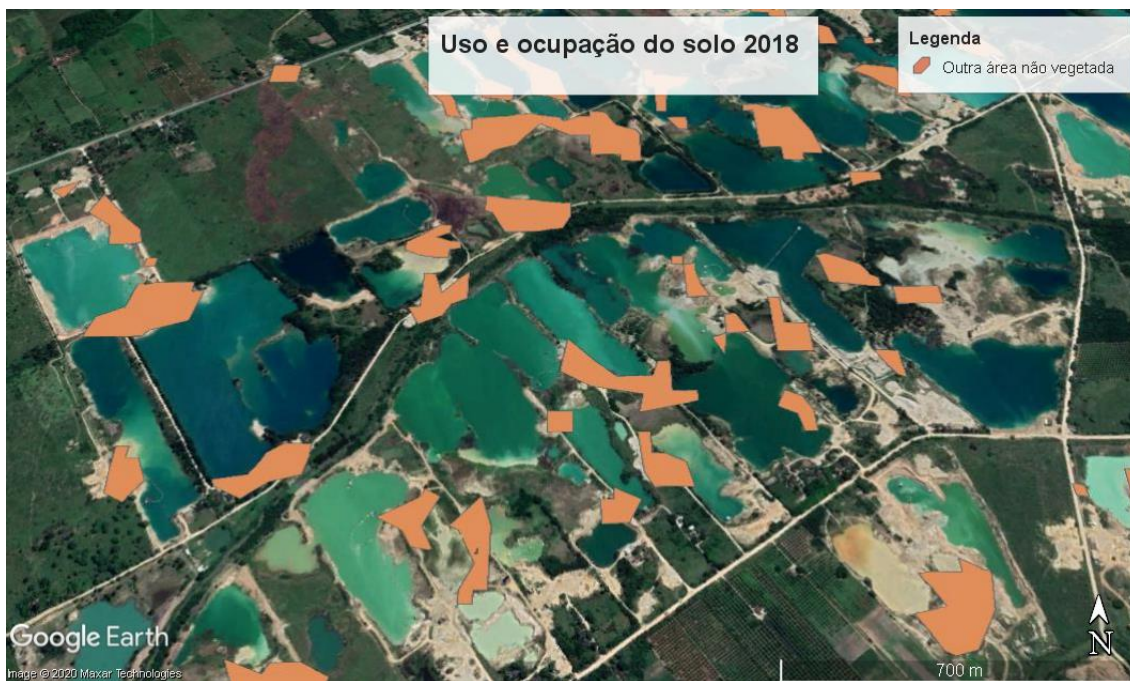 Uso e ocupação do solo 2018
Legenda
Outra área não vegetada
Google Earth
Image © 2020 Maxar Technologies
N
700 m